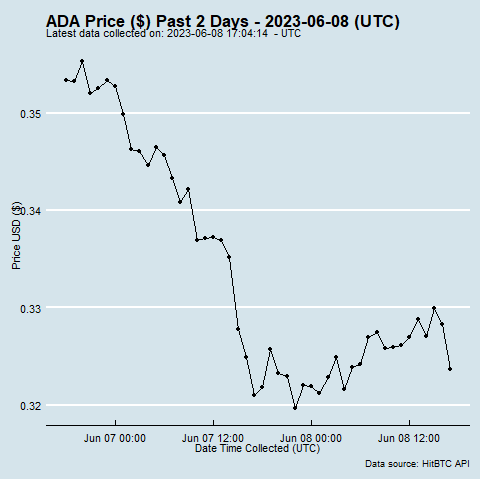 ADA Price ($) Past 2 Days - 2023-06-08 (UTC)
Latest data collected on: 2023-06-08 17:04:14 - UTC
Price USD ($)
0.35
0.34
0.33
0.32
Jun 07 00:00
Jun 07 12:00
Jun 08 00:00
Jun 08 12:00
Date Time Collected (UTC)
Data source: HitBTC API